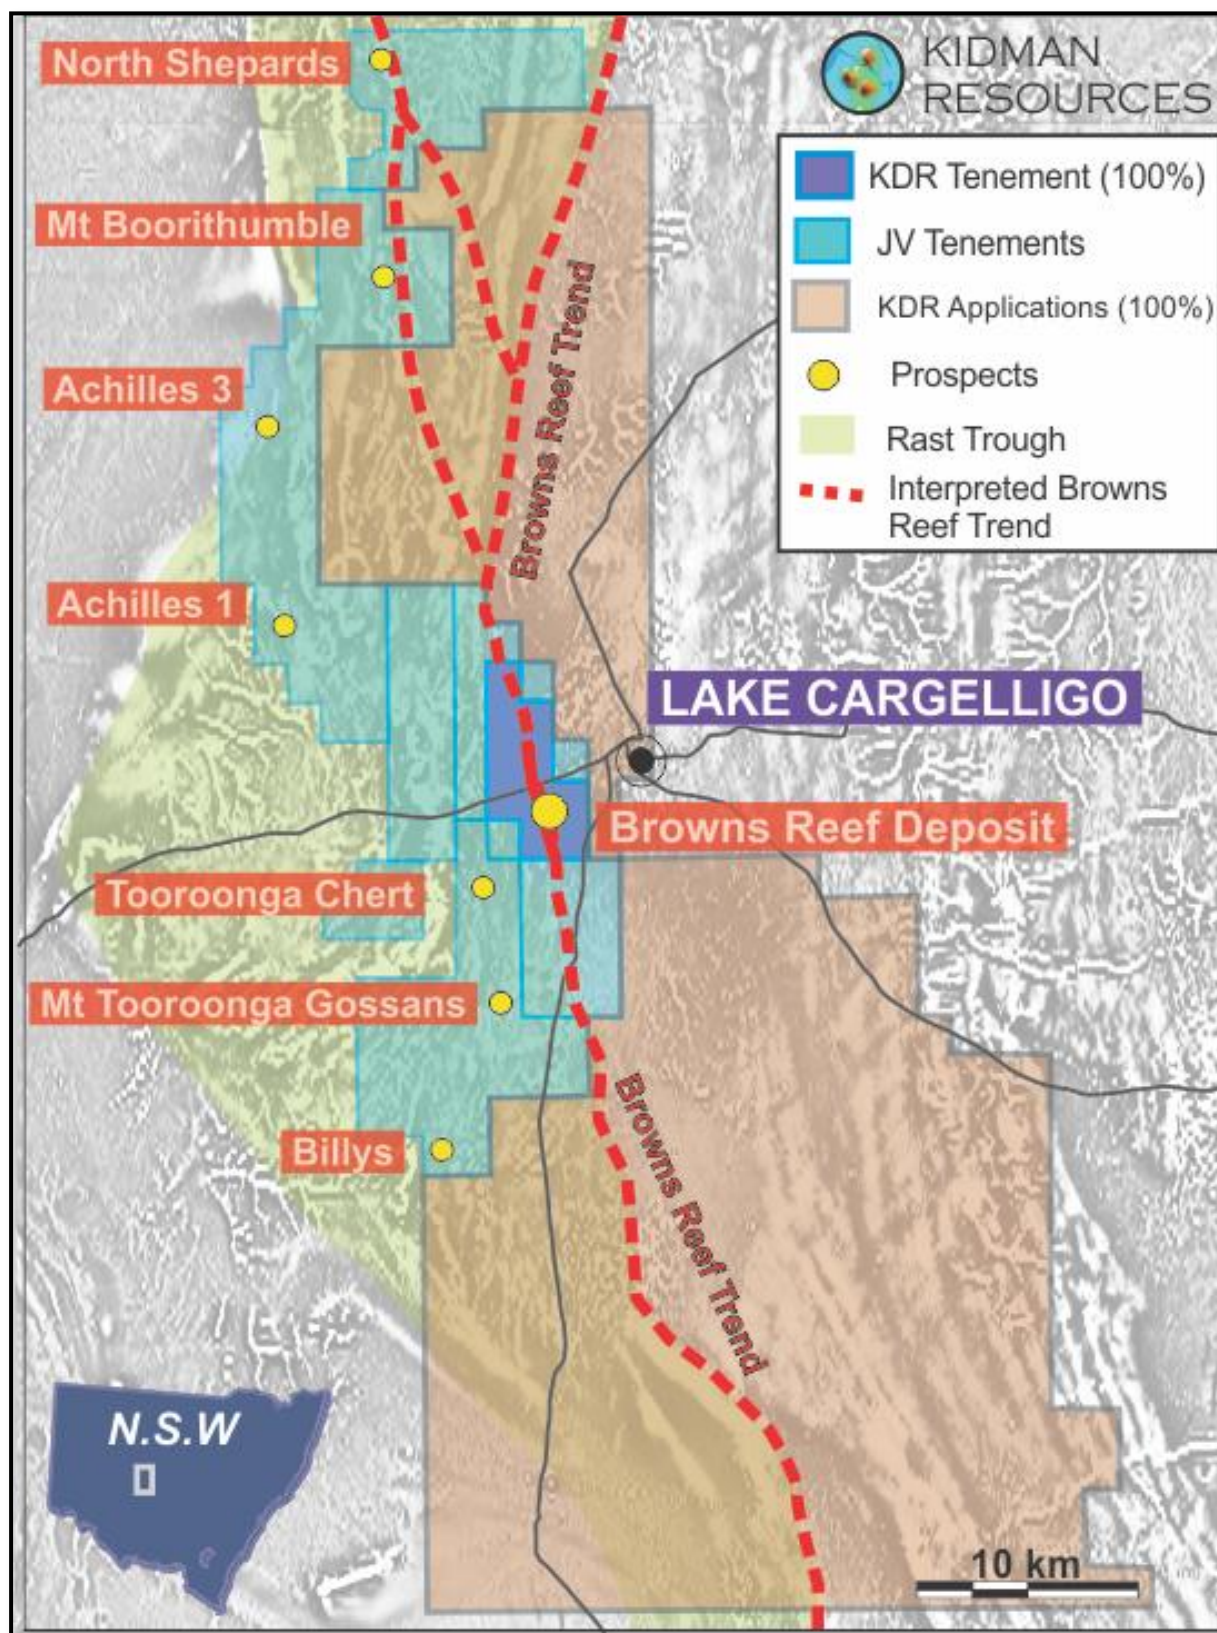 North Shepards
KIDMAN
RESOURCES
KDR Tenement (100%)
JV Tenements
KDR Applications (100%)
Prospects
Rast Trough
Interpreted Browns
Reef Trend
Mt Boorithumble
Browns Reef Trend
Achilles 3
Achilles 1
LAKE CARGELLIGO
Browns Reef Deposit
Tooroonga Chert
Mt Tooroonga Gossans
Browns Reef Trend
Billys
N.S.W
10 km